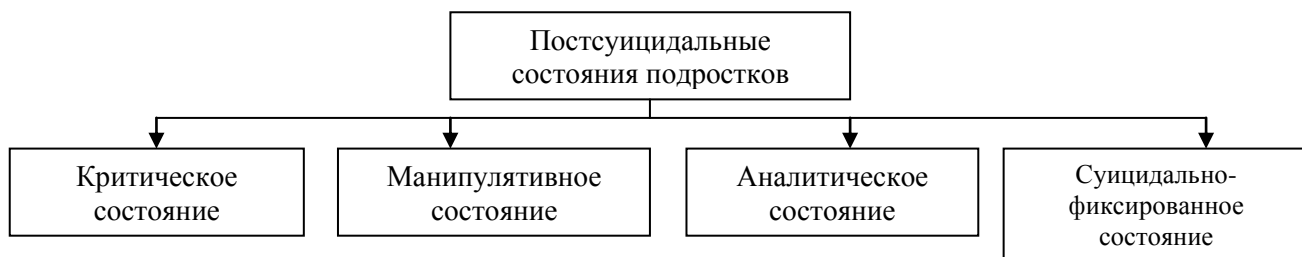 Постсуицидальные
состояния подростков
Критическое
состояние
Манипулятивное
состояние
Аналитическое
состояние
Суицидально-
фиксированное
состояние